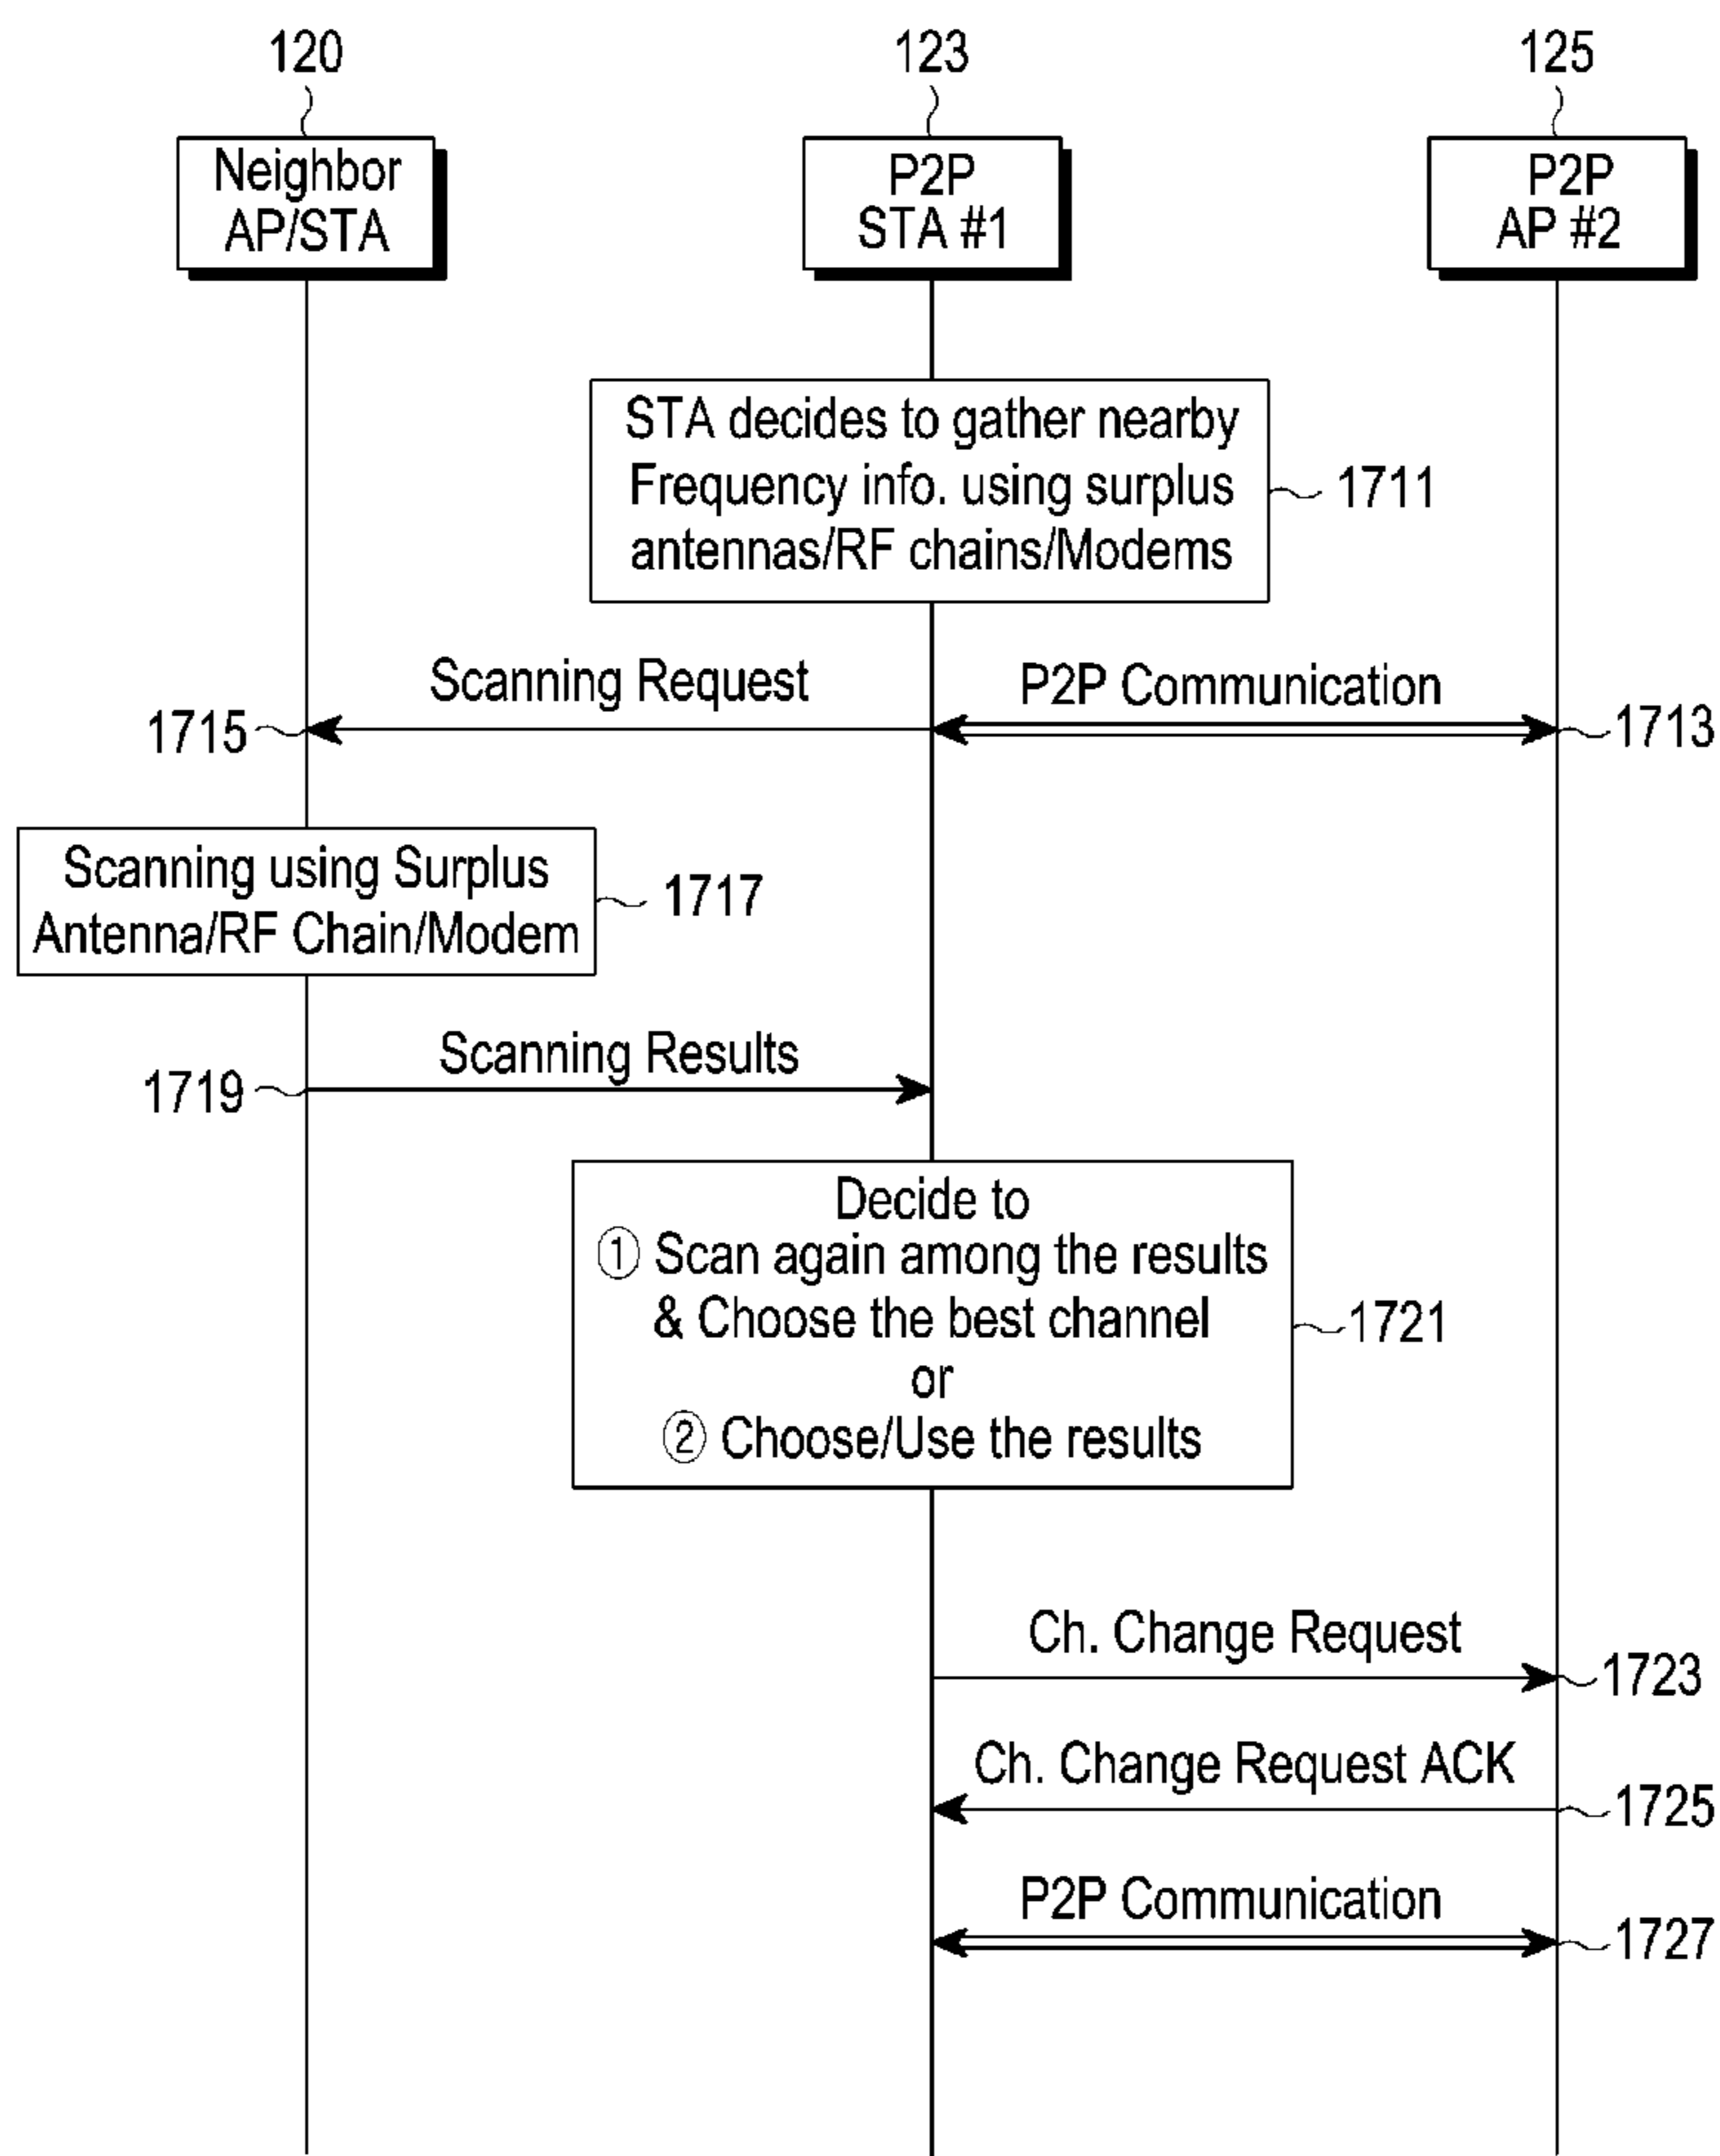 120
123
125
Neighbor
AP/STA
P2P
STA #1
P2P
AP #2
STA decides to gather nearby
Frequency info. using surplus
antennas/RF chains/Modems
1711
Scanning Request
P2P Communication
1715
1713
Scanning using Surplus
Antenna/RF Chain/Modem
1717
Scanning Results
1719
Decide to
① Scan again among the results
& Choose the best channel
or
② Choose/Use the results
1721
Ch. Change Request
1723
Ch. Change Request ACK
1725
P2P Communication
1727